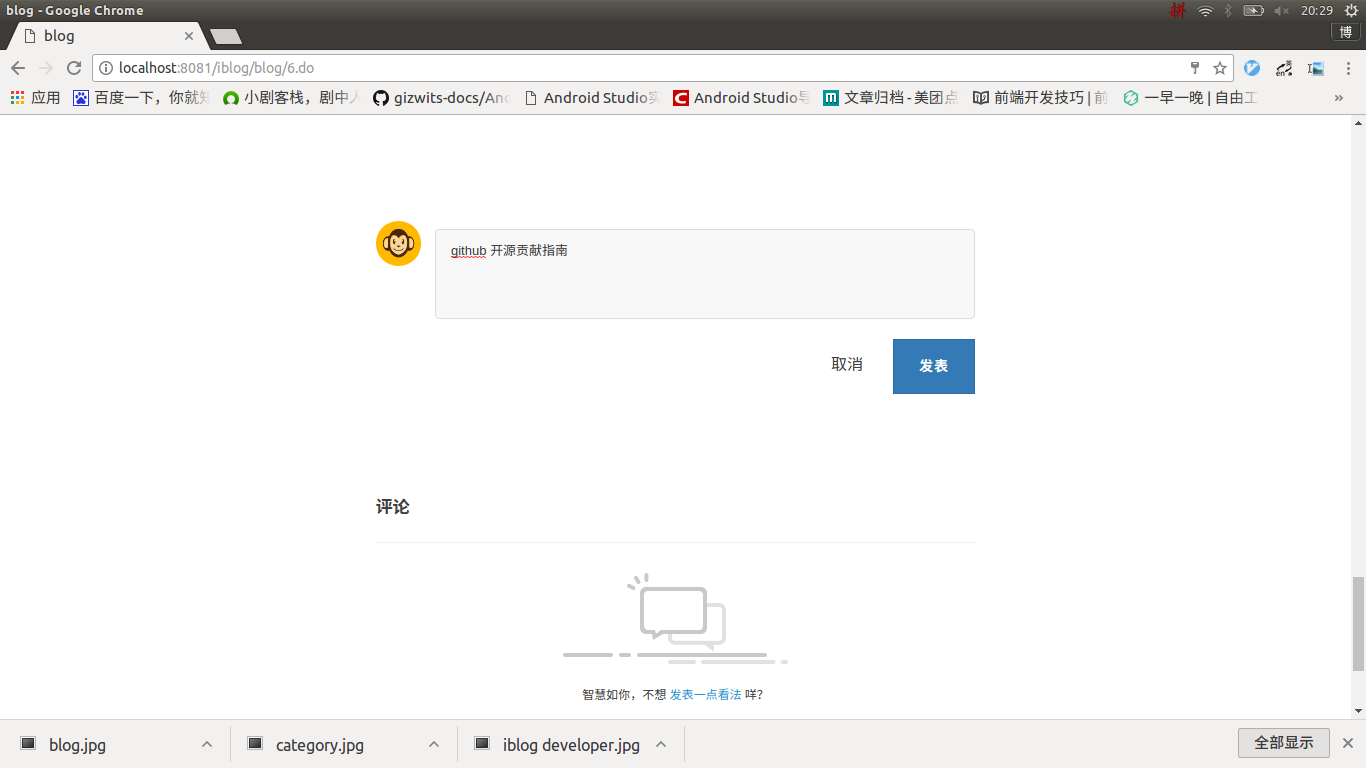 blog - Google Chrome
拼
20:29
blog
博
localhost:8081/iblog/blog/6.do
en
应用
百度一下，你就知
小剧客栈，剧中人
gizwits-docs/And
Android Studio实
Android Studio导
文章归档 - 美团点
前端开发技巧 | 前
一早一晚 | 自由工
»
github 开源贡献指南
取消
发表
评论
智慧如你，不想 发表一点看法 咩?
blog.jpg
category.jpg
iblog developer.jpg
全部显示